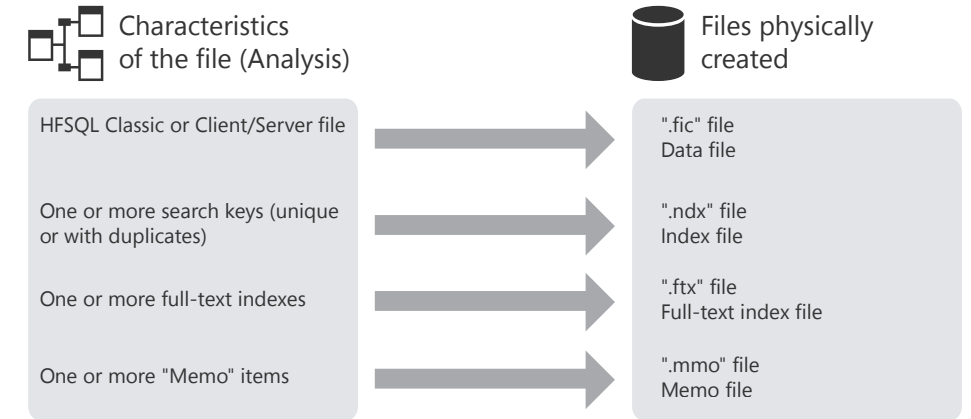 Characteristics
of the file (Analysis)
Files physically
created
HFSQL Classic or Client/Server file
".fic" file
Data file
One or more search keys (unique
or with duplicates)
".ndx" file
Index file
One or more full-text indexes
".ftx" file
Full-text index file
One or more "Memo" items
".mmo" file
Memo file